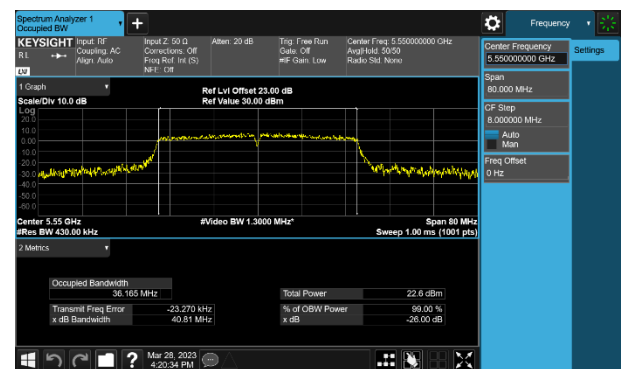 Spectrum Analyzer 1
Occupied BW
Frequency
KEYSIGHT
R L
Input: RF
Coupling: AC
Align: Auto
Input Z: 50 Ω
Corrections: Off
Freq Ref: Int (S)
NFE: Off
Atten: 20 dB
Trig: Free Run
Gate: Off
#IF Gain: Low
Center Freq: 5.550000000 GHz
Avg|Hold: 50/50
Radio Std: None
1 Graph
Scale/Div 10.0 dB
Ref Lvl Offset 23.00 dB
Ref Value 30.00 dBm
Log
20.0
10.0
0.00
-10.0
-20.0
-30.0
-40.0
-50.0
-60.0
Center 5.55 GHz
#Res BW 430.00 kHz
#Video BW 1.3000 MHz*
Span 80 MHz
Sweep 1.00 ms (1001 pts)
2 Metrics
Occupied Bandwidth
36.165 MHz
Total Power 22.6 dBm
Transmit Freq Error -23.270 kHz
% of OBW Power 99.00 %
x dB Bandwidth 40.81 MHz
x dB -26.00 dB
Mar 28, 2023
4:20:34 PM
Center Frequency
5.550000000 GHz
Settings
Span
80.000 MHz
CF Step
8.000000 MHz
Auto
Man
Freq Offset
0 Hz